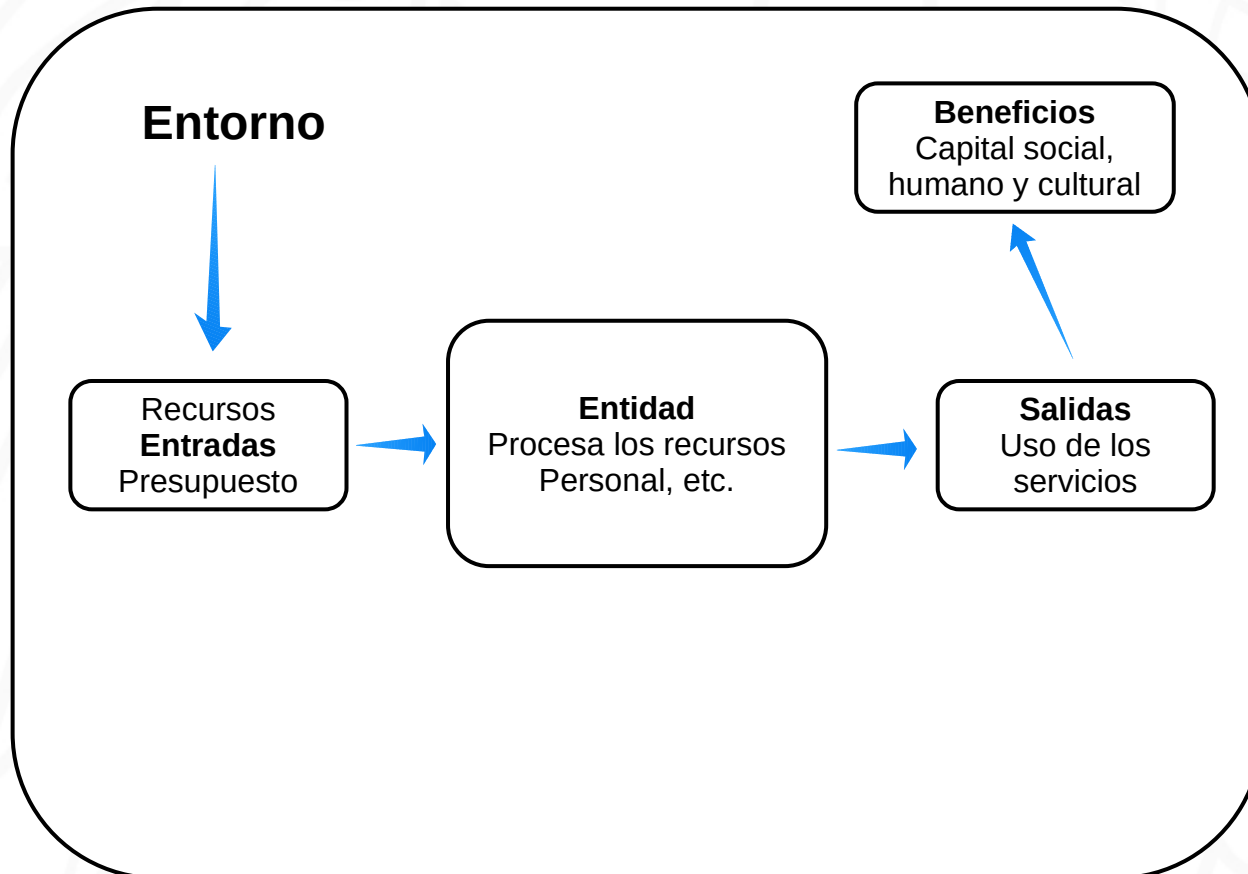 Entorno
Beneficios
Capital social,
humano y cultural
Recursos
Entradas
Presupuesto
Entidad
Procesa los recursos
Personal, etc.
Salidas
Uso de los
servicios